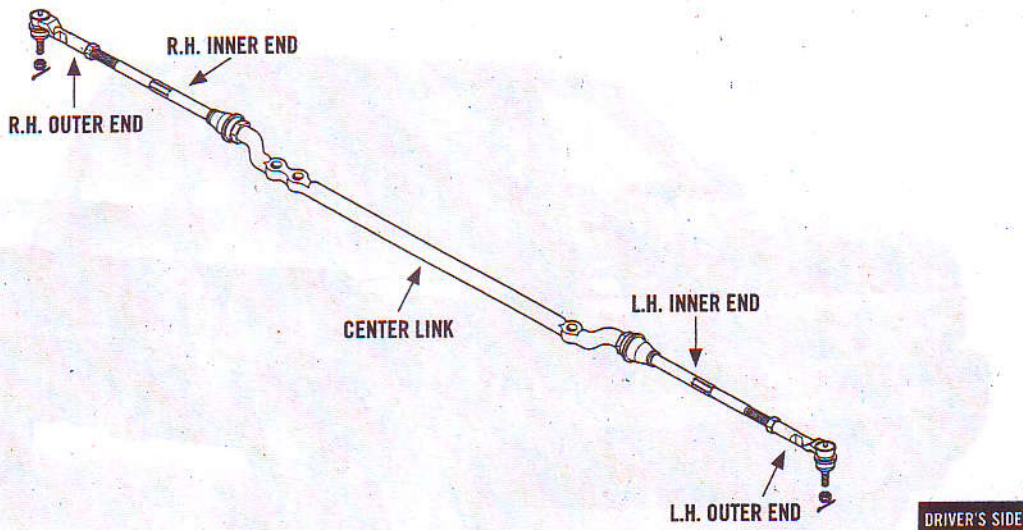 R.H. INNER END
R.H. OUTER END
CENTER LINK
L.H. INNER END
L.H. OUTER END
DRIVER'S SIDE